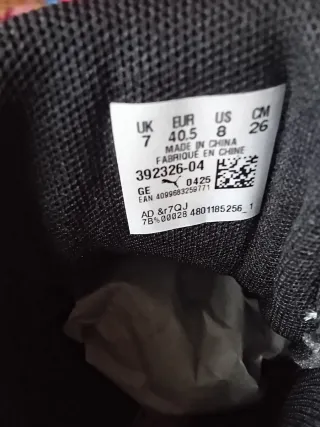 UK EUR US CM
7 40.5 8 26
MADE IN CHINA
FABRIQUE EN CHINE
392326-04
GE 0425
EAN 4099683259771
AD &r7QJ
7B%00028 4801185256_1